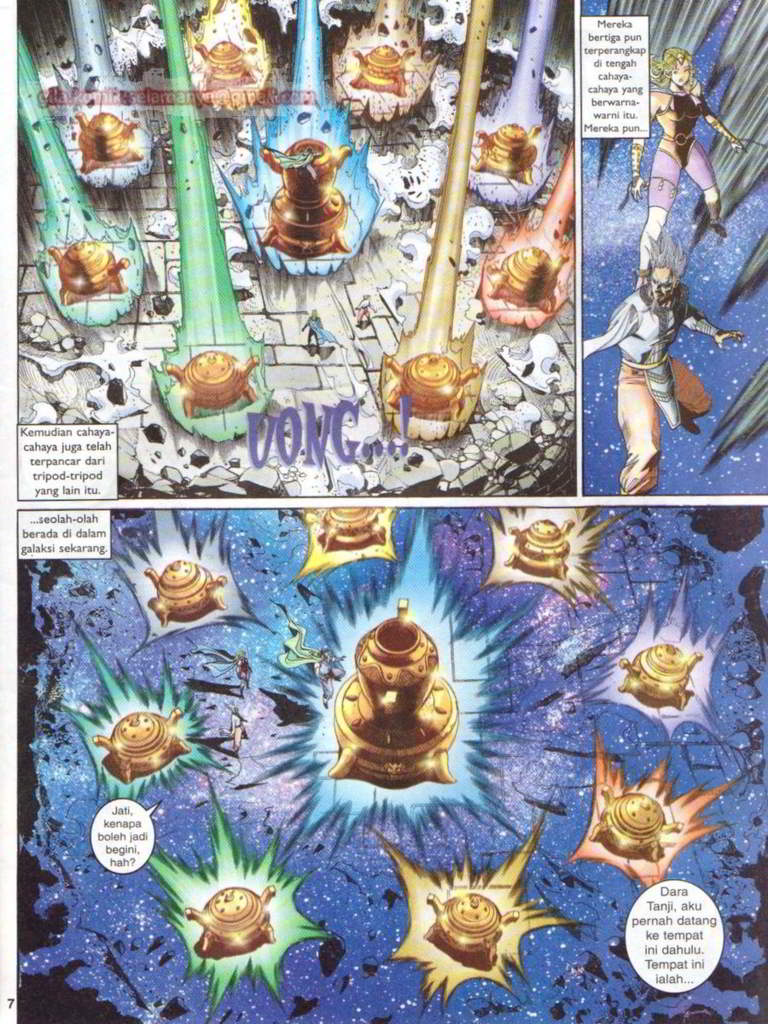 Kemudian cahaya-
cahaya juga telah
terpancar dari
tripod-tripod
yang lain itu.
UONG...!
Mereka
bertiga pun
terperangkap
di tengah
cahaya-
cahaya yang
berwarna-
warni itu.
Mereka pun...
...seolah-olah
berada di dalam
galaksi sekarang.
Jati,
kenapa
boleh jadi
begini,
hah?
Dara
Tanji, aku
pernah datang
ke tempat
ini dahulu.
Tempat ini
ialah...
7